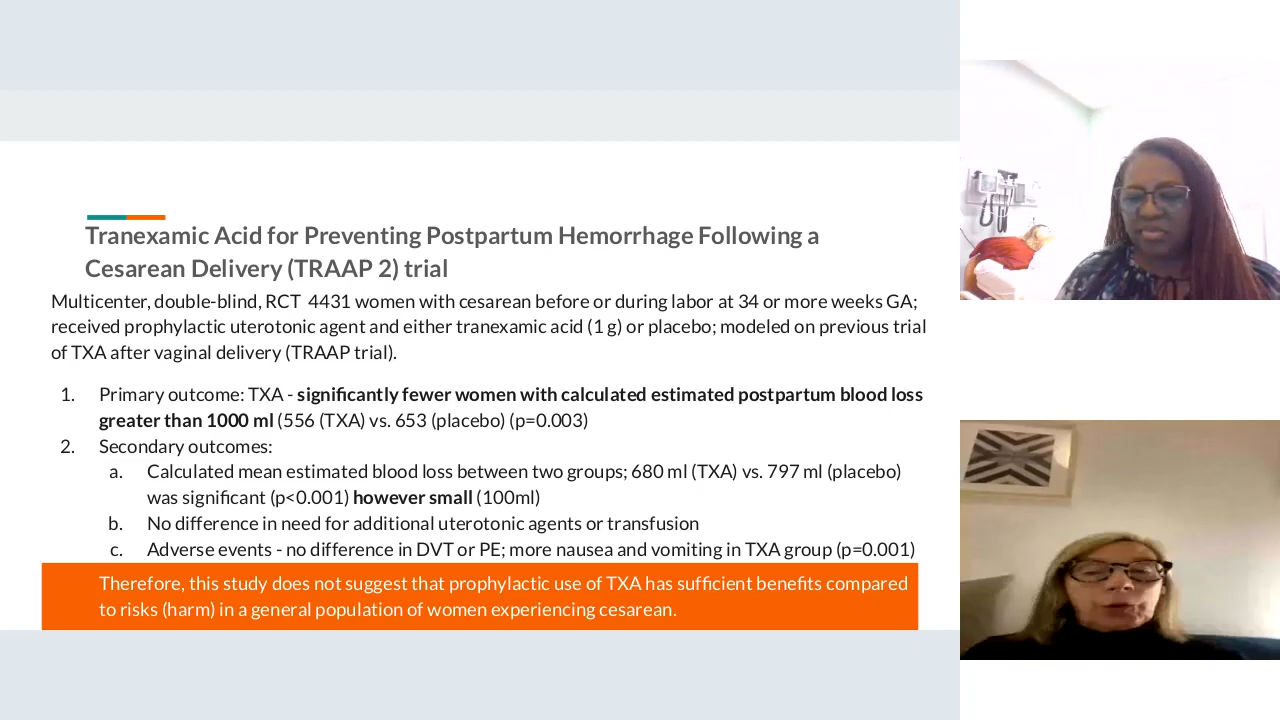 Tranexamic Acid for Preventing Postpartum Hemorrhage Following a
Cesarean Delivery (TRAAP 2) trial
Multicenter, double-blind, RCT 4431 women with cesarean before or during labor at 34 or more weeks GA;
received prophylactic uterotonic agent and either tranexamic acid (1 g) or placebo; modeled on previous trial
of TXA after vaginal delivery (TRAAP trial).
1. Primary outcome: TXA - significantly fewer women with calculated estimated postpartum blood loss
greater than 1000 ml (556 (TXA) vs. 653 (placebo) (p=0.003)
2. Secondary outcomes:
a. Calculated mean estimated blood loss between two groups; 680 ml (TXA) vs. 797 ml (placebo)
was significant (p<0.001) however small (100ml)
b. No difference in need for additional uterotonic agents or transfusion
c. Adverse events - no difference in DVT or PE; more nausea and vomiting in TXA group (p=0.001)
Therefore, this study does not suggest that prophylactic use of TXA has sufficient benefits compared
to risks (harm) in a general population of women experiencing cesarean.